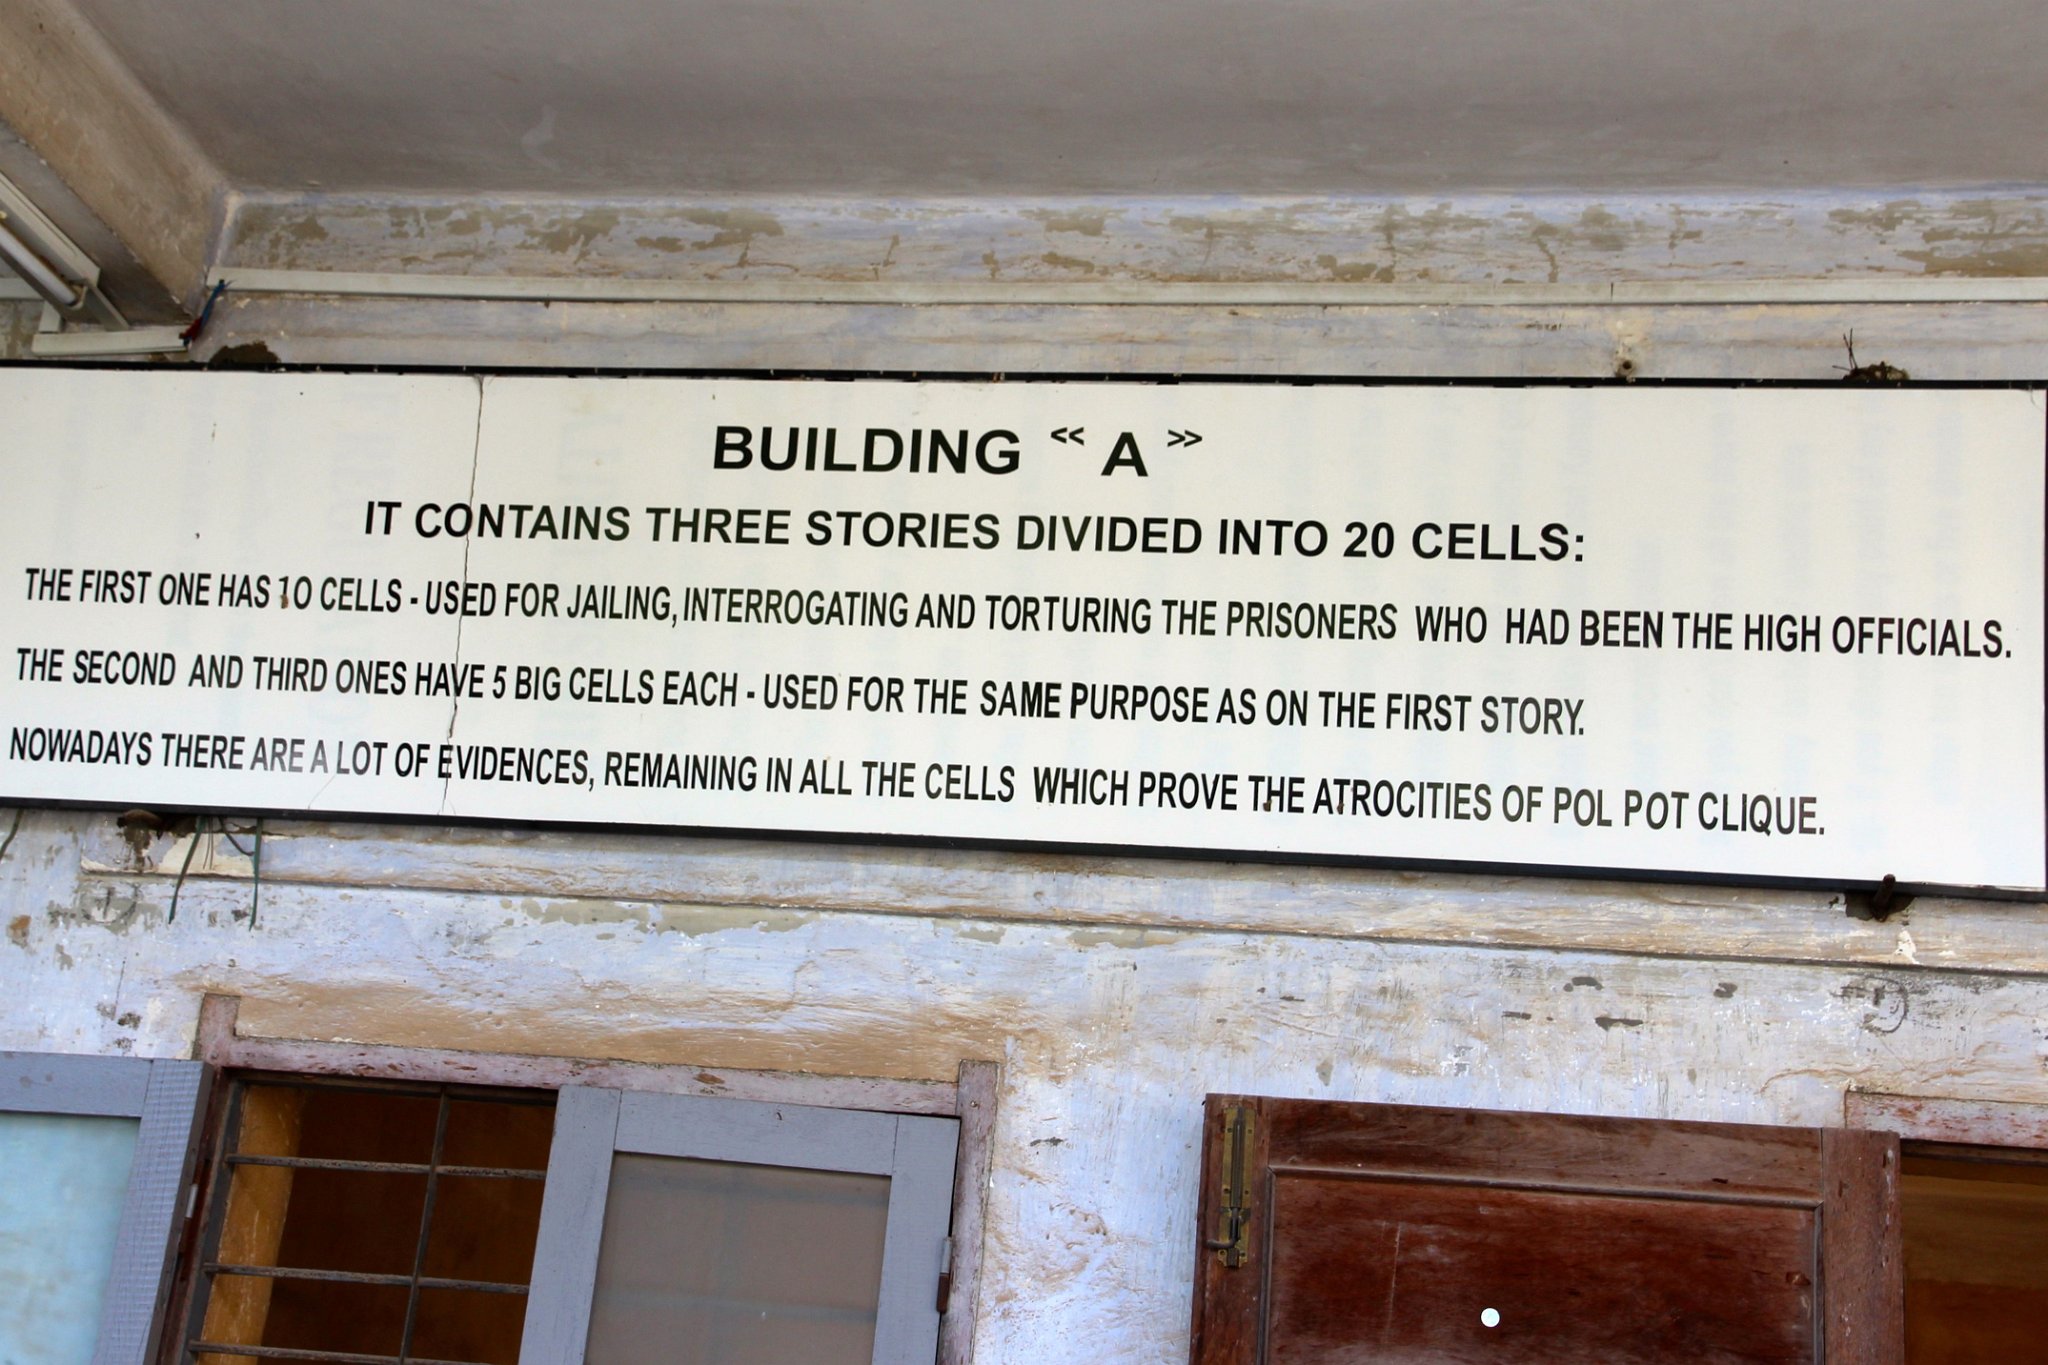 BUILDING “ A ”
IT CONTAINS THREE STORIES DIVIDED INTO 20 CELLS:
THE FIRST ONE HAS 10 CELLS - USED FOR JAILING, INTERROGATING AND TORTURING THE PRISONERS WHO HAD BEEN THE HIGH OFFICIALS.
THE SECOND AND THIRD ONES HAVE 5 BIG CELLS EACH - USED FOR THE SAME PURPOSE AS ON THE FIRST STORY.
NOWADAYS THERE ARE A LOT OF EVIDENCES, REMAINING IN ALL THE CELLS WHICH PROVE THE ATROCITIES OF POL POT CLIQUE.